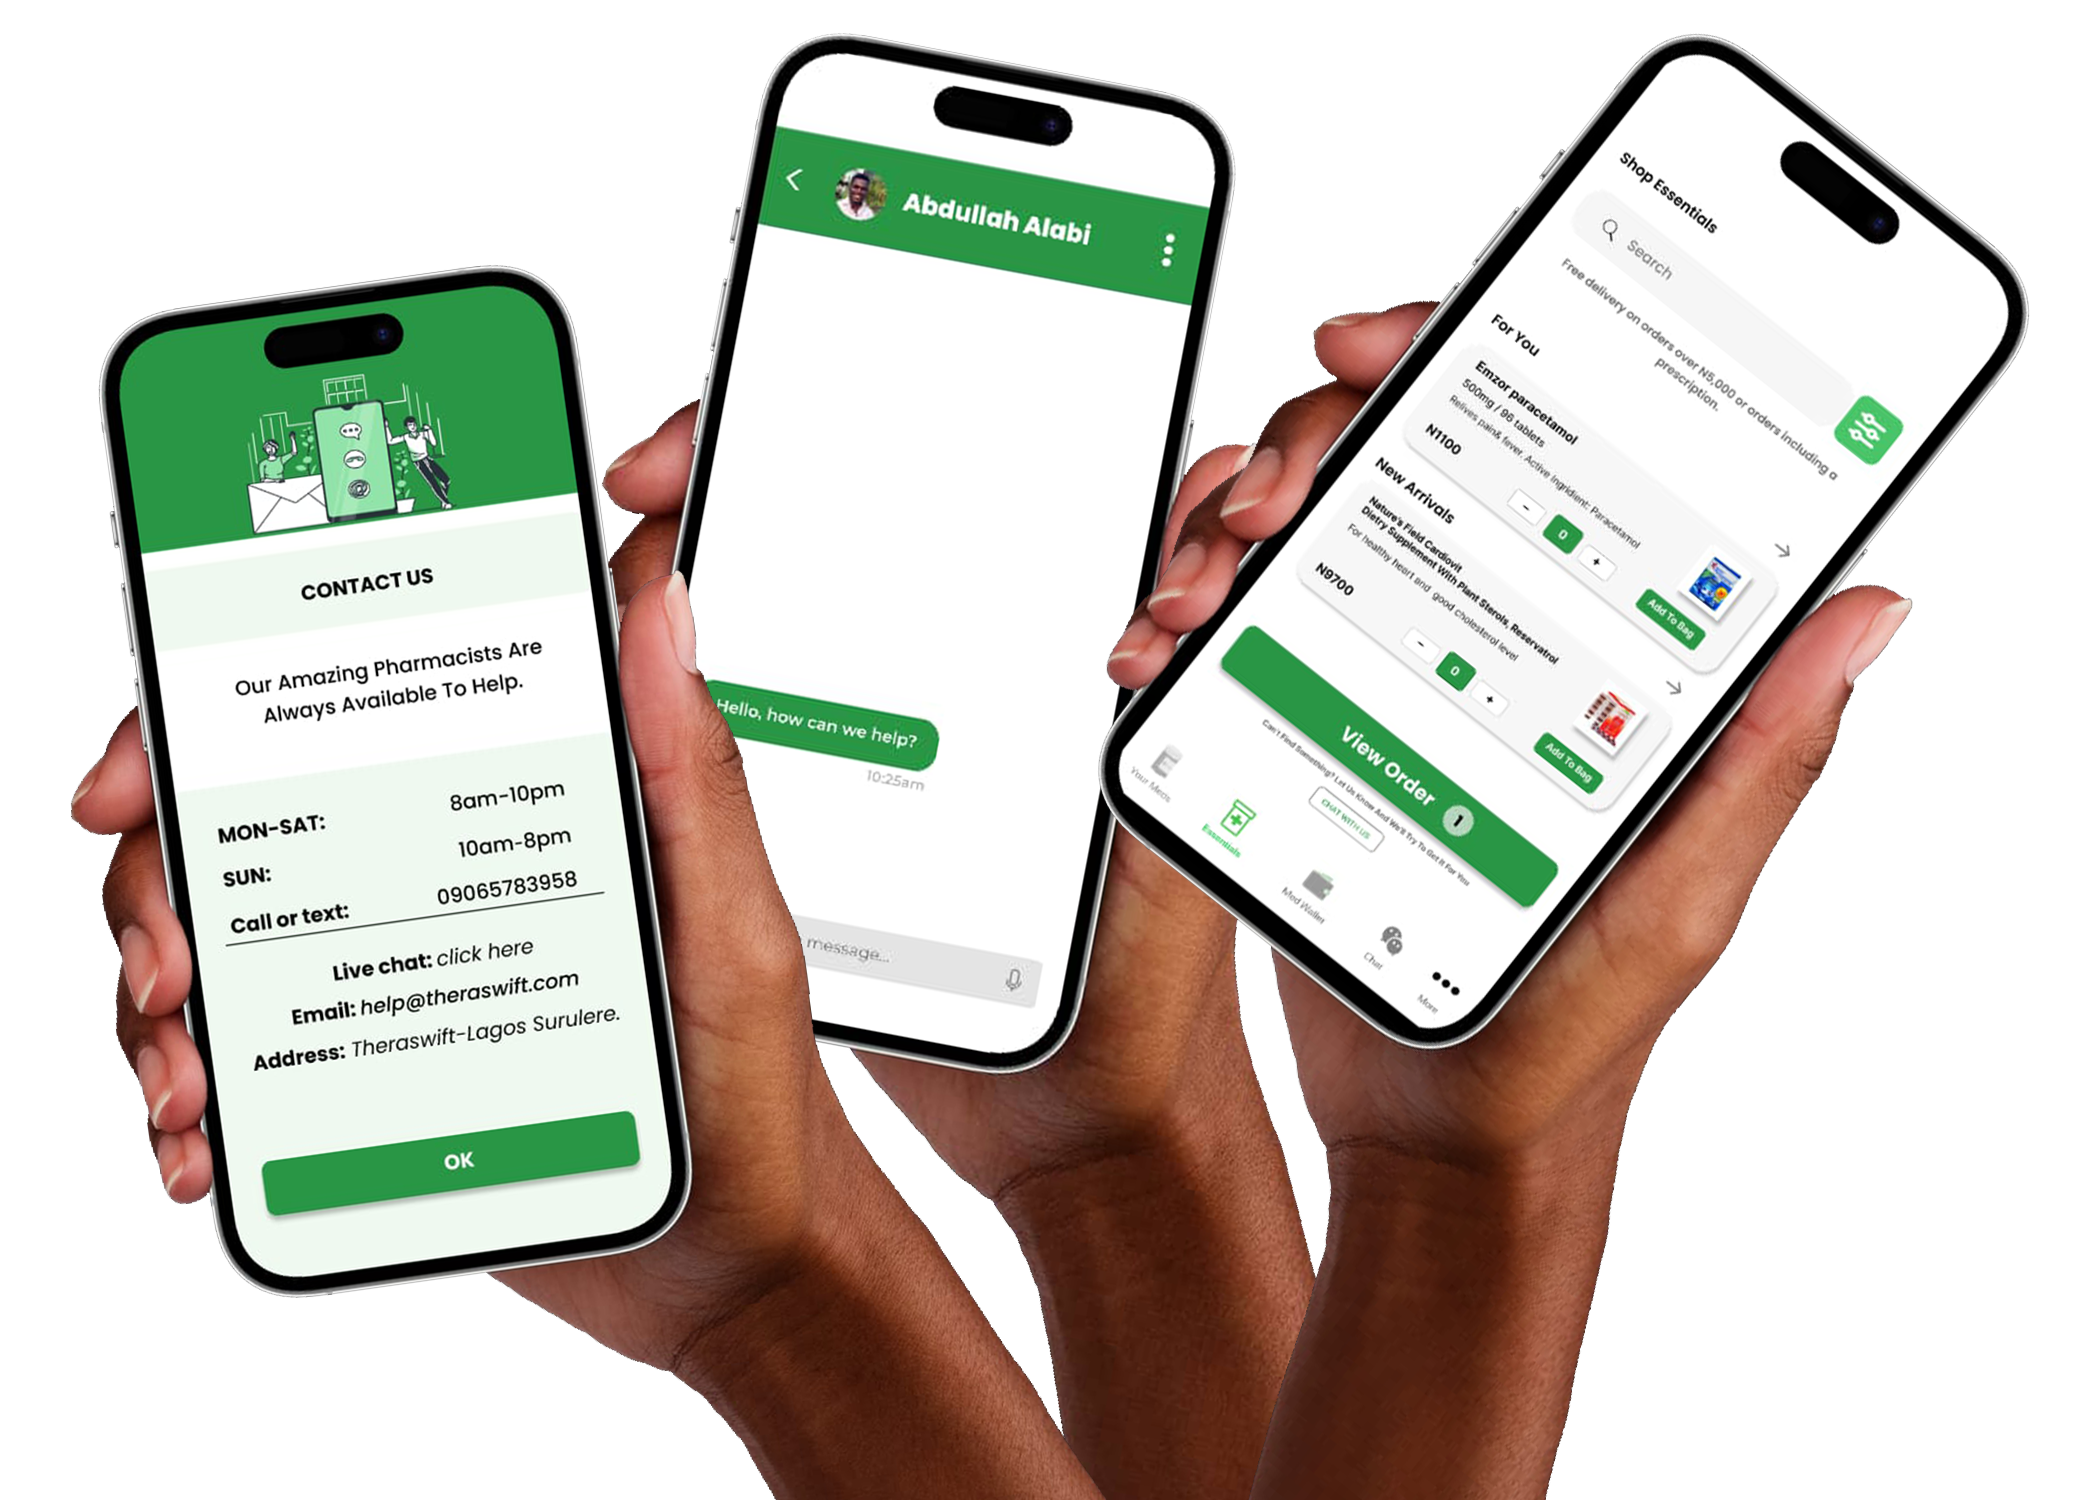 CONTACT US
Our Amazing Pharmacists Are
Always Available To Help.
MON-SAT: 8am-10pm
SUN: 10am-8pm
Call or text: 09065783958
Live chat: click here
Email: help@theraswift.com
Address: Theraswift-Lagos Surulere.
OK
Abdullah Alabi
Hello, how can we help?
10:25am
message...
Shop Essentials
Search
Free delivery on orders over N5,000 or orders including a
prescription.
For You
Emzor paracetamol
500mg / 96 tablets
Relives pain& fever. Active Ingridient: Paracetamol
N1100
- 0 +
Add To Bag
New Arrivals
Nature's Field Cardiovit
Dietry Supplement With Plant Sterols, Reservatrol
For healthy heart and good cholesterol level
N9700
- 0 +
Add To Bag
View Order 1
Can't Find Something? Let Us Know And We'll Try To Get It For You
CHAT WITH US
Your Meds
Essentials
Med Wallet
Chat
More